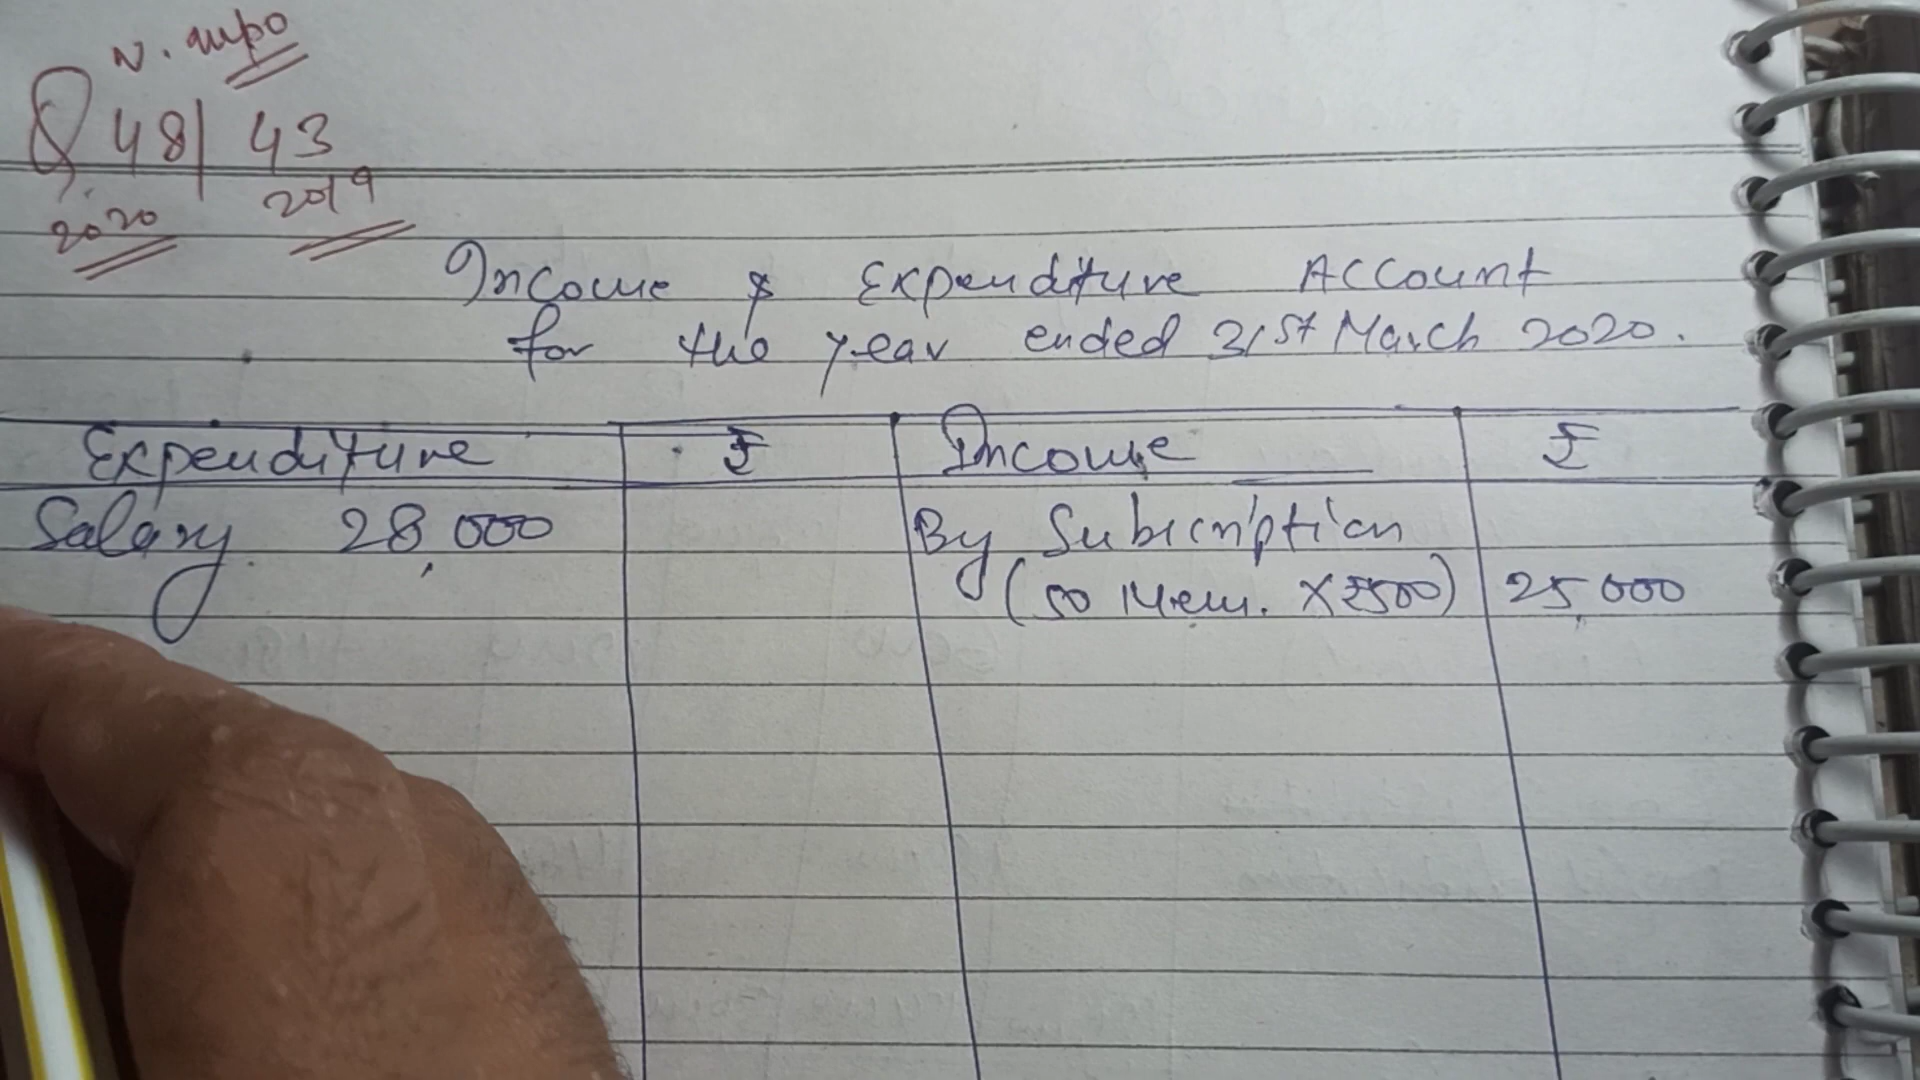 N. Impo
Q 48/ 43
2020 2019
Income & Expenditure Account
for the year ended 31st March 2020.
Expenditure ₹ Income ₹
Salary 28,000 By Subscription
(50 Mem. X ₹500) 25,000